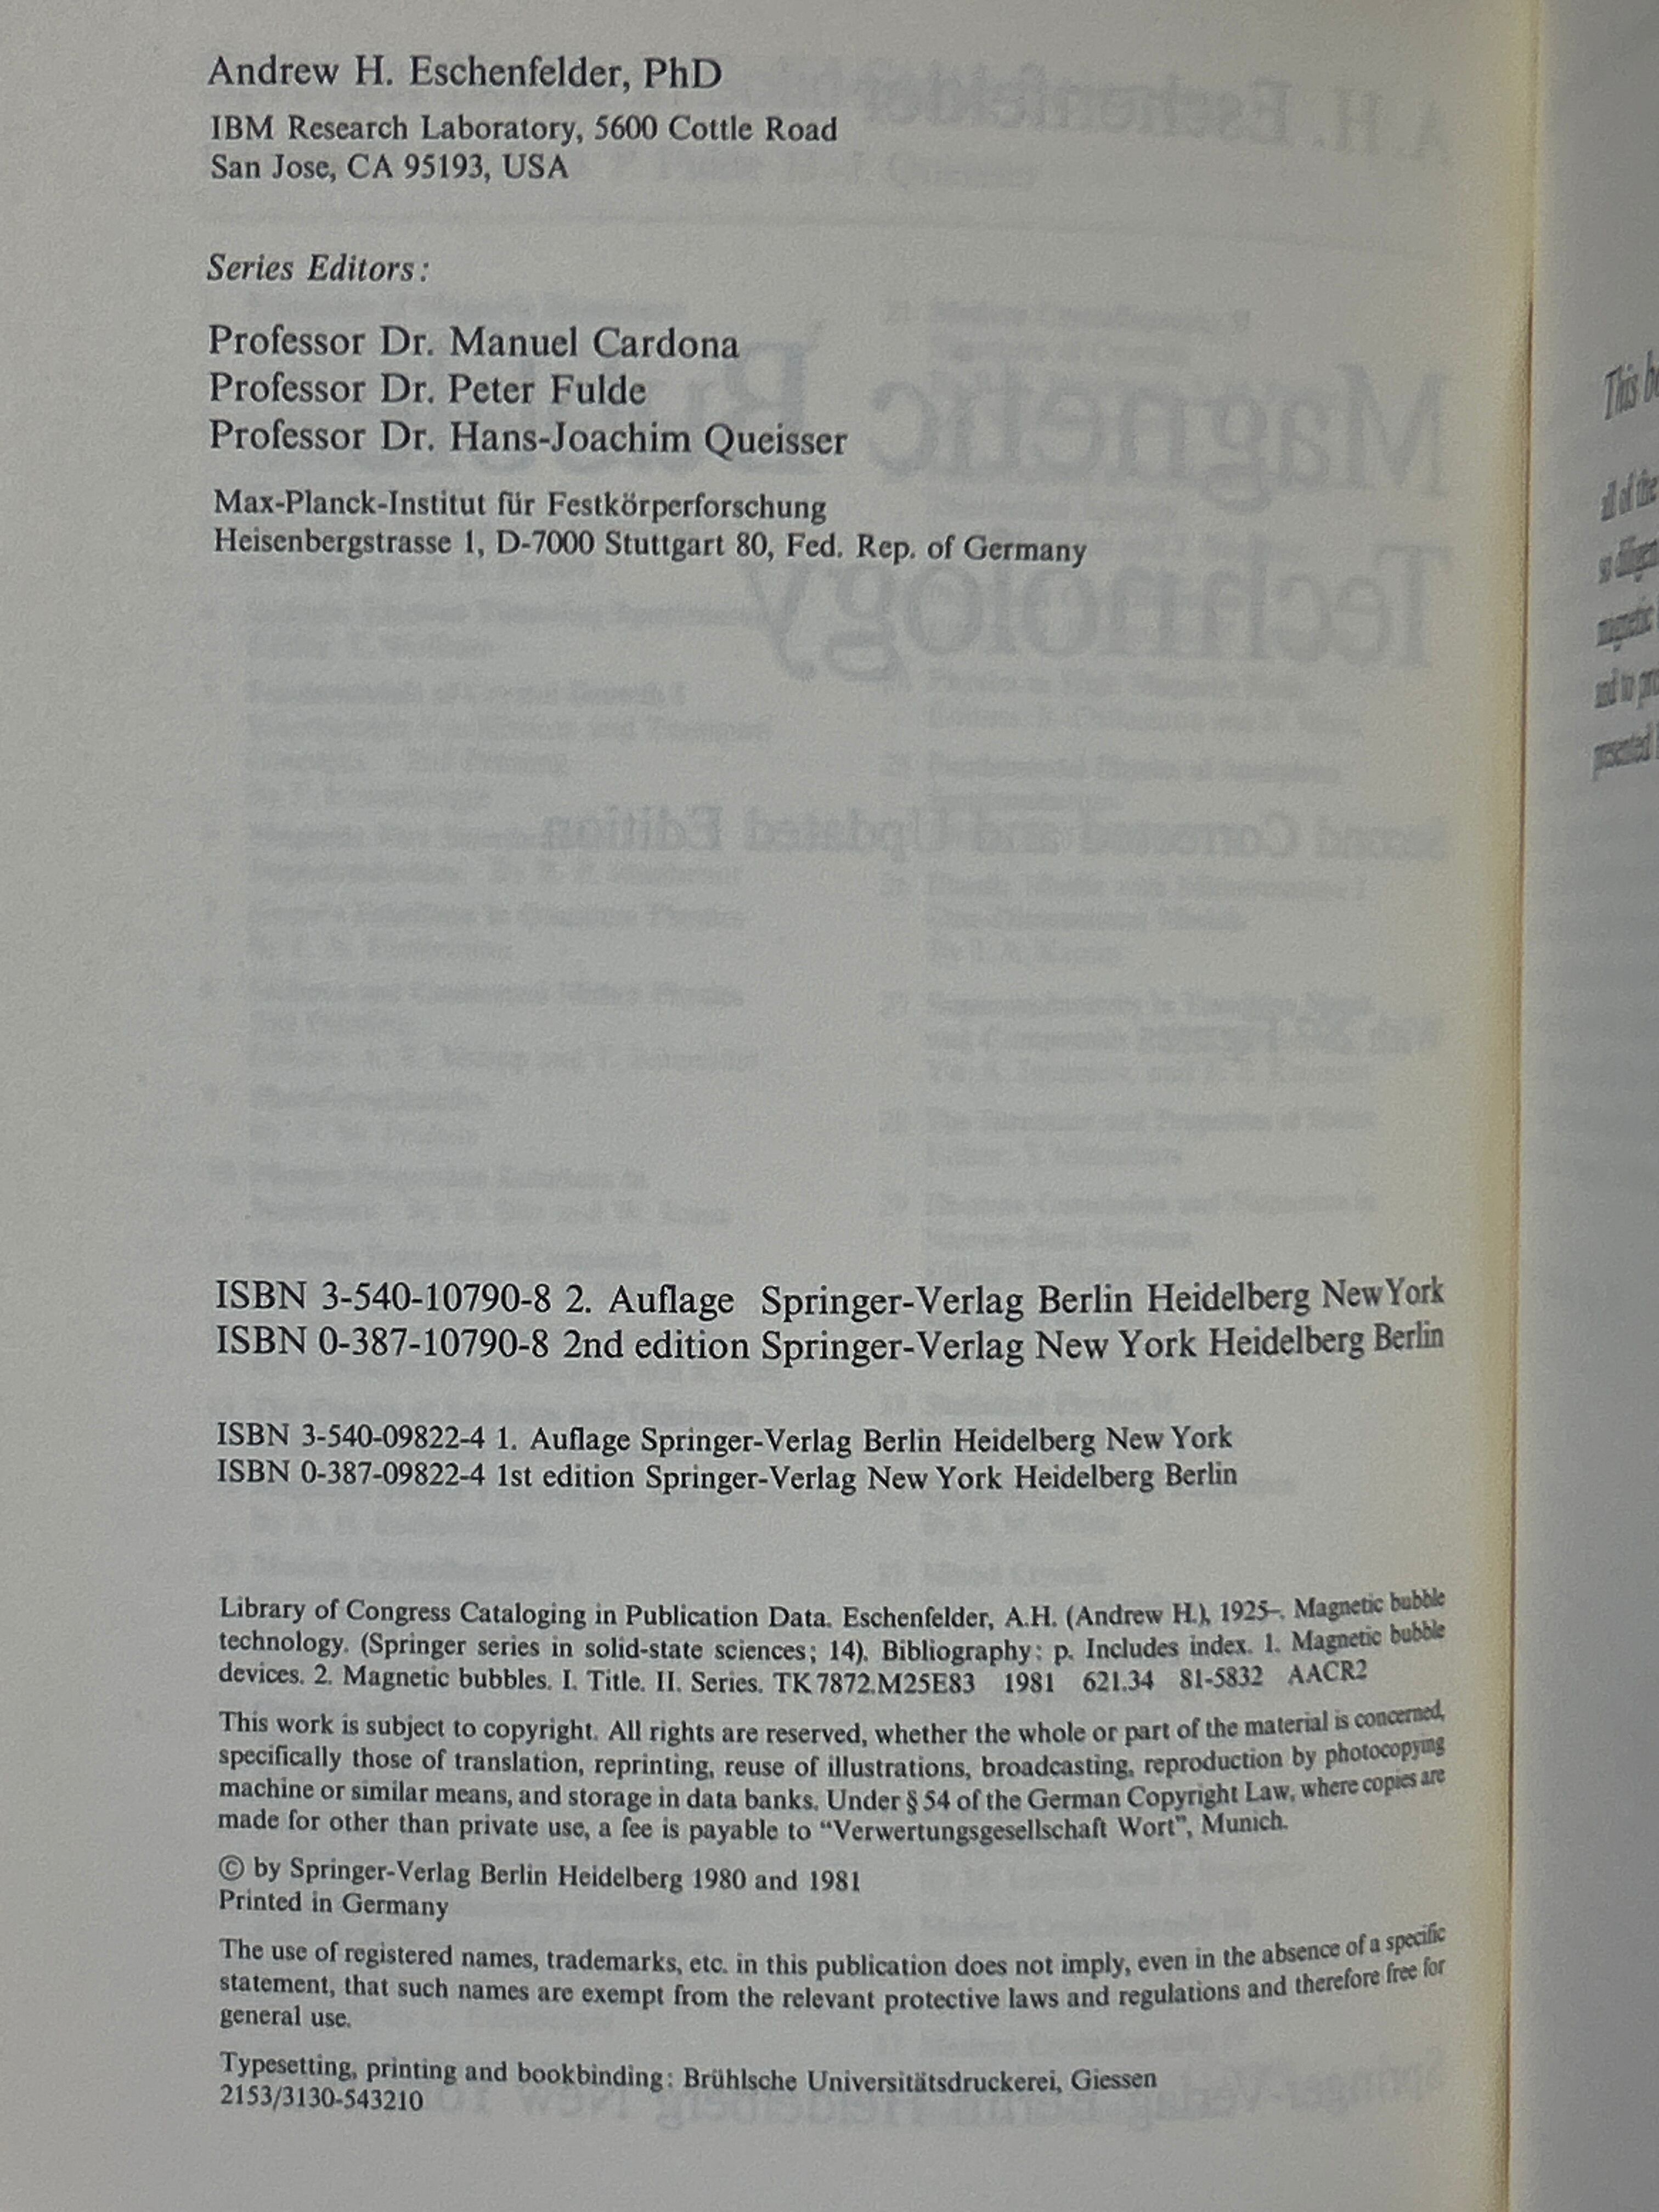 Andrew H. Eschenfelder, PhD
IBM Research Laboratory, 5600 Cottle Road
San Jose, CA 95193, USA
Series Editors:
Professor Dr. Manuel Cardona
Professor Dr. Peter Fulde
Professor Dr. Hans-Joachim Queisser
Max-Planck-Institut für Festkörperforschung
Heisenbergstrasse 1, D-7000 Stuttgart 80, Fed. Rep. of Germany
ISBN 3-540-10790-8 2. Auflage Springer-Verlag Berlin Heidelberg New York
ISBN 0-387-10790-8 2nd edition Springer-Verlag New York Heidelberg Berlin
ISBN 3-540-09822-4 1. Auflage Springer-Verlag Berlin Heidelberg New York
ISBN 0-387-09822-4 1st edition Springer-Verlag New York Heidelberg Berlin
Library of Congress Cataloging in Publication Data. Eschenfelder, A.H. (Andrew H.), 1925–. Magnetic bubble
technology. (Springer series in solid-state sciences; 14). Bibliography: p. Includes index. 1. Magnetic bubble
devices. 2. Magnetic bubbles. I. Title. II. Series. TK7872.M25E83 1981 621.34 81-5832 AACR2
This work is subject to copyright. All rights are reserved, whether the whole or part of the material is concerned,
specifically those of translation, reprinting, reuse of illustrations, broadcasting, reproduction by photocopying
machine or similar means, and storage in data banks. Under § 54 of the German Copyright Law, where copies are
made for other than private use, a fee is payable to “Verwertungsgesellschaft Wort”, Munich.
© by Springer-Verlag Berlin Heidelberg 1980 and 1981
Printed in Germany
The use of registered names, trademarks, etc. in this publication does not imply, even in the absence of a specific
statement, that such names are exempt from the relevant protective laws and regulations and therefore free for
general use.
Typesetting, printing and bookbinding: Brühlsche Universitätsdruckerei, Giessen
2153/3130-543210
This
all of the
magnetic
and to
presented